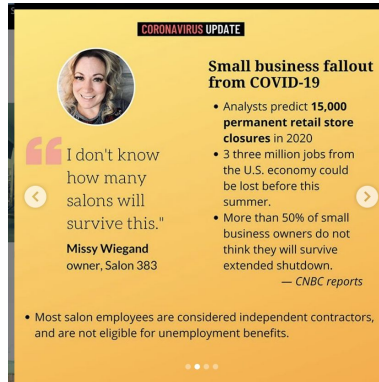 CORONAVIRUS UPDATE
Small business fallout
from COVID-19
• Analysts predict 15,000
permanent retail store
closures in 2020
• 3 three million jobs from
the U.S. economy could
be lost before this
summer.
• More than 50% of small
business owners do not
think they will survive
extended shutdown.
— CNBC reports
“I don't know
how many
salons will
survive this."
Missy Wiegand
owner, Salon 383
• Most salon employees are considered independent contractors,
and are not eligible for unemployment benefits.